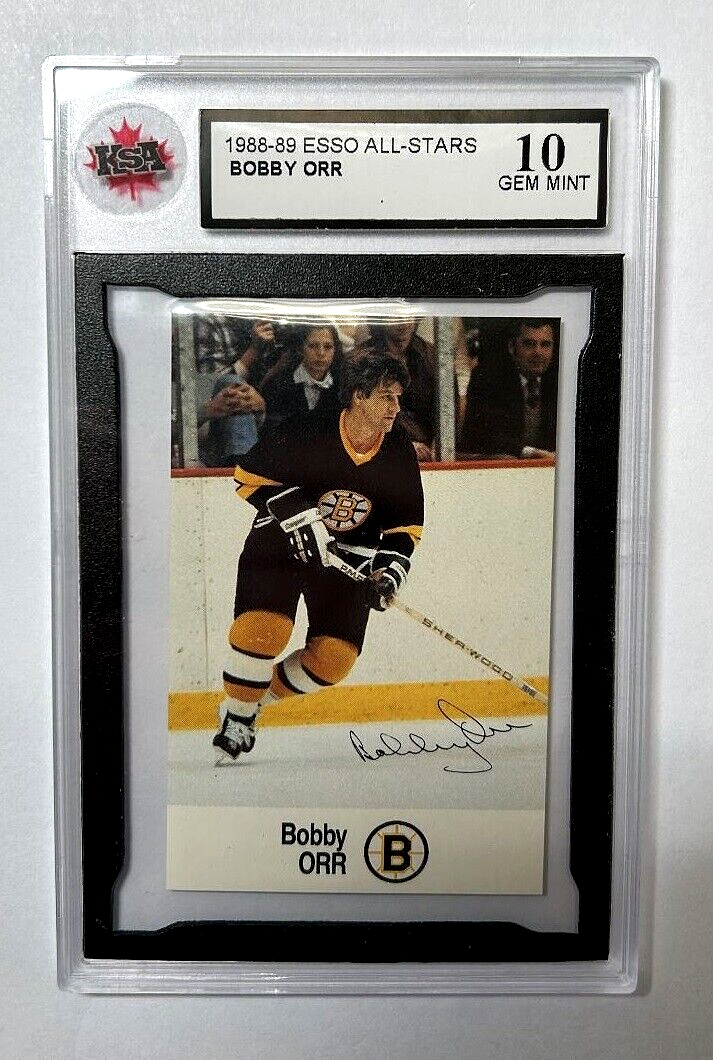 KSA
1988-89 ESSO ALL-STARS
BOBBY ORR
10
GEM MINT
B
SHER-WOOD
Bobby Orr
Bobby
ORR
B